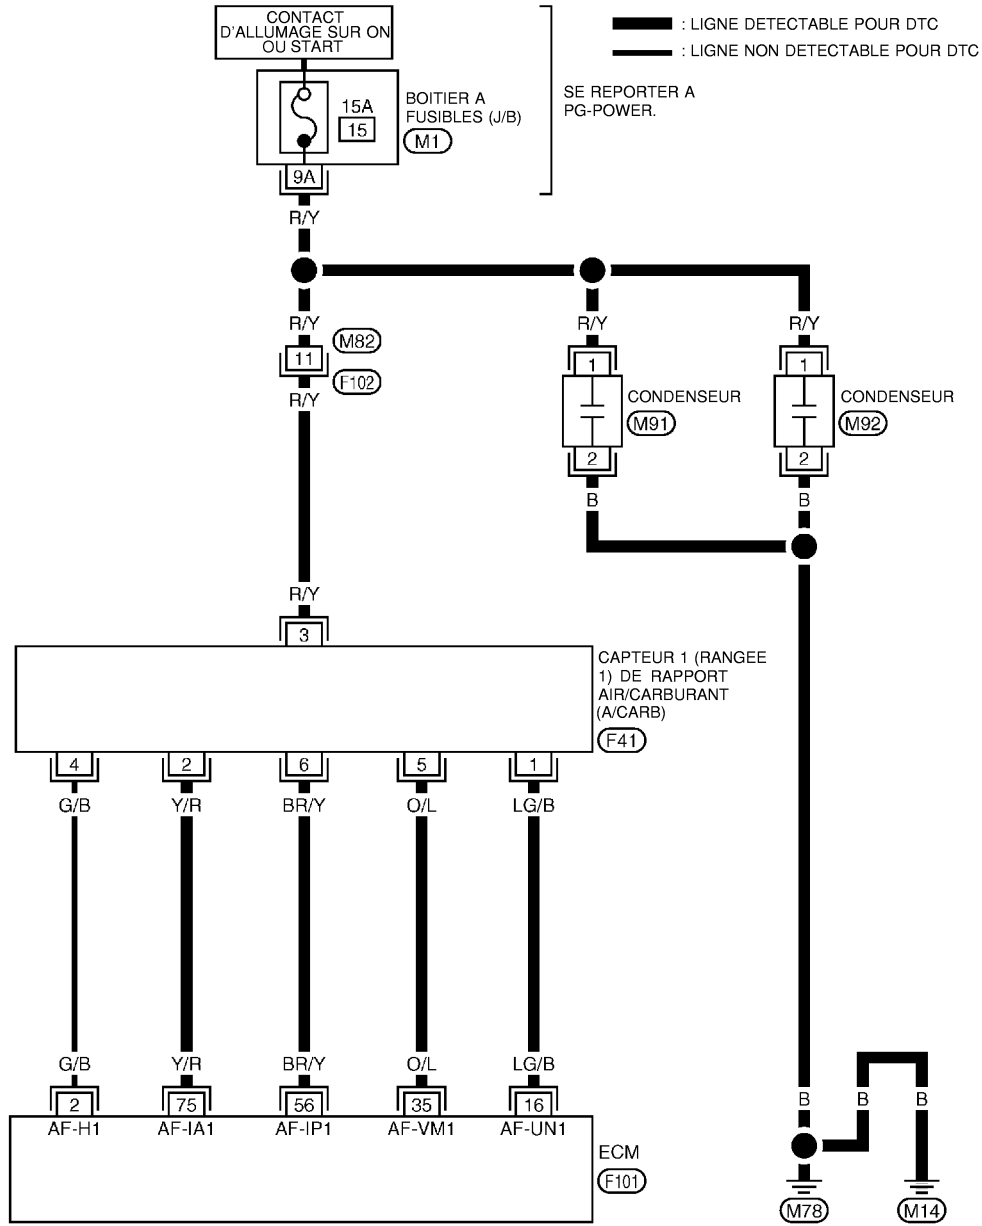 CONTACT
D'ALLUMAGE SUR ON
OU START
: LIGNE DETECTABLE POUR DTC
: LIGNE NON DETECTABLE POUR DTC
15A
15
BOITIER A
FUSIBLES (J/B)
M1
SE REPORTER A
PG-POWER.
9A
R/Y
R/Y
R/Y
R/Y
11
M82
F102
R/Y
1
1
CONDENSEUR
M91
CONDENSEUR
M92
2
2
B
B
R/Y
3
CAPTEUR 1 (RANGEE
1) DE RAPPORT
AIR/CARBURANT
(A/CARB)
F41
4
2
6
5
1
G/B
Y/R
BR/Y
O/L
LG/B
G/B
Y/R
BR/Y
O/L
LG/B
2
75
56
35
16
AF-H1
AF-IA1
AF-IP1
AF-VM1
AF-UN1
ECM
F101
B
B
B
M78
M14